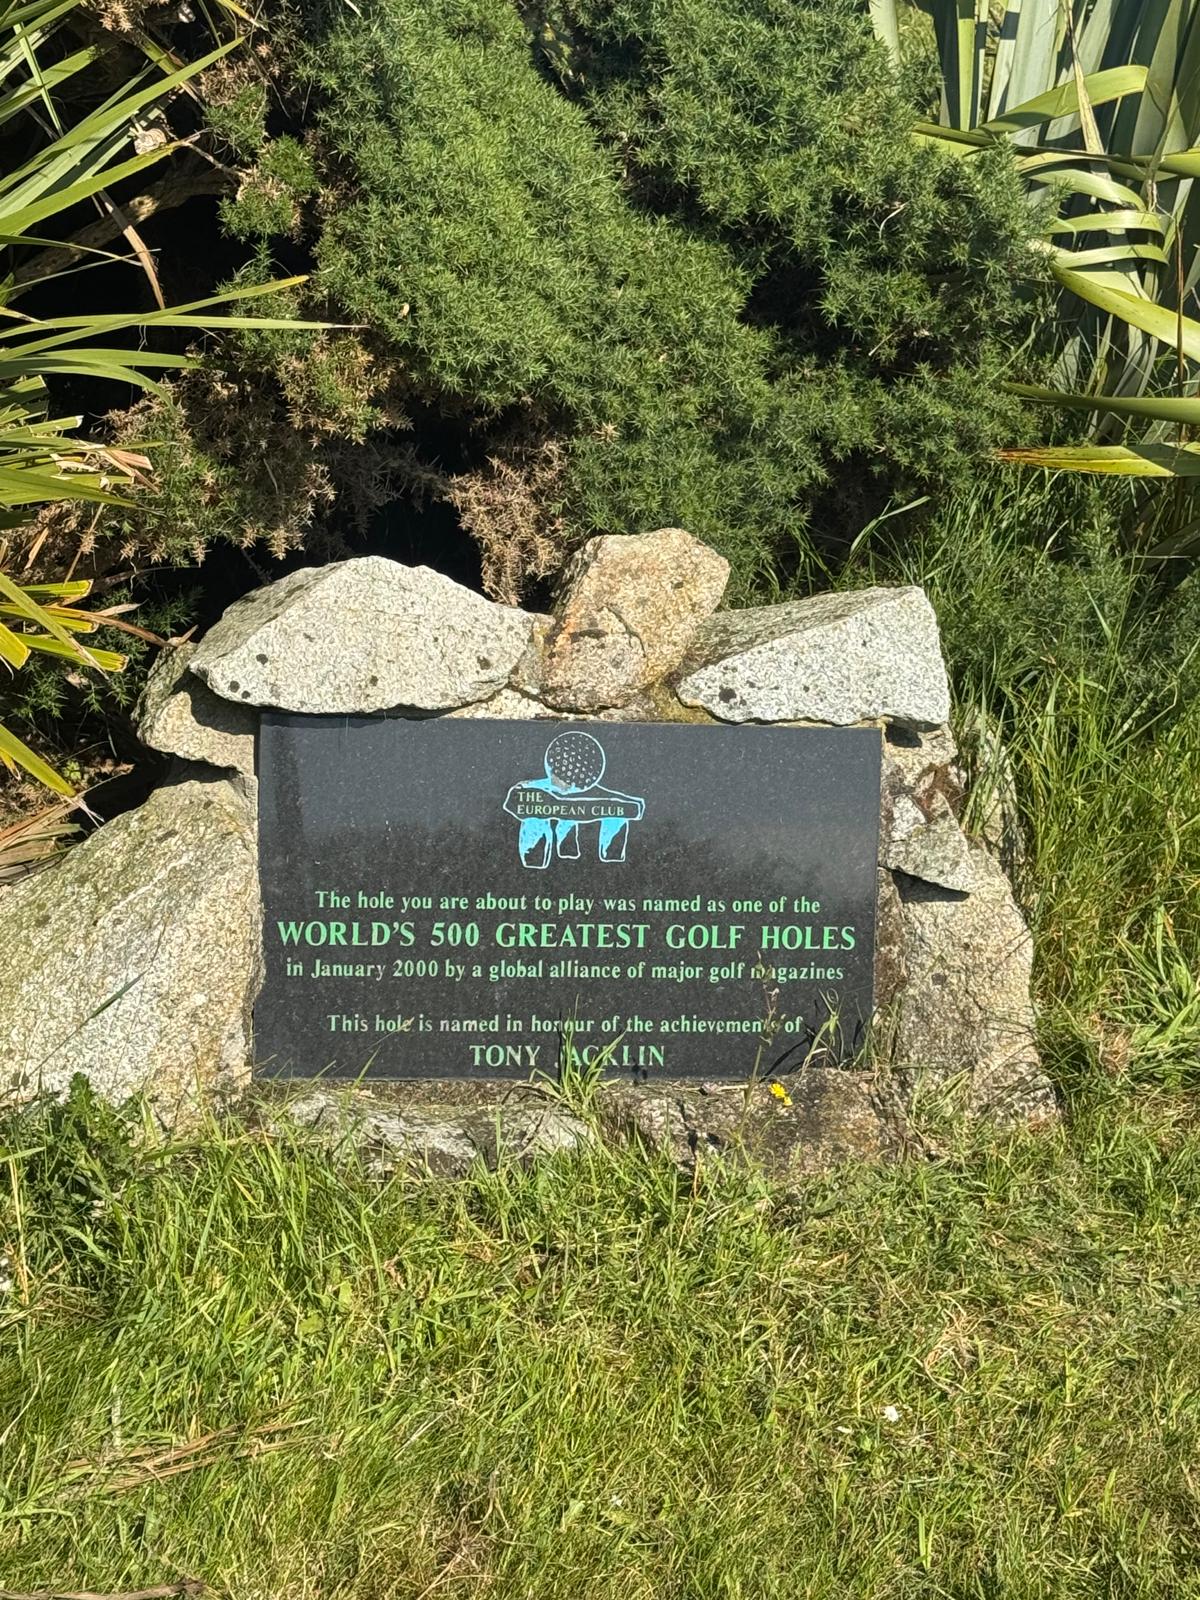 THE
EUROPEAN CLUB
The hole you are about to play was named as one of the
WORLD'S 500 GREATEST GOLF HOLES
in January 2000 by a global alliance of major golf magazines
This hole is named in honour of the achievements of
TONY JACKLIN